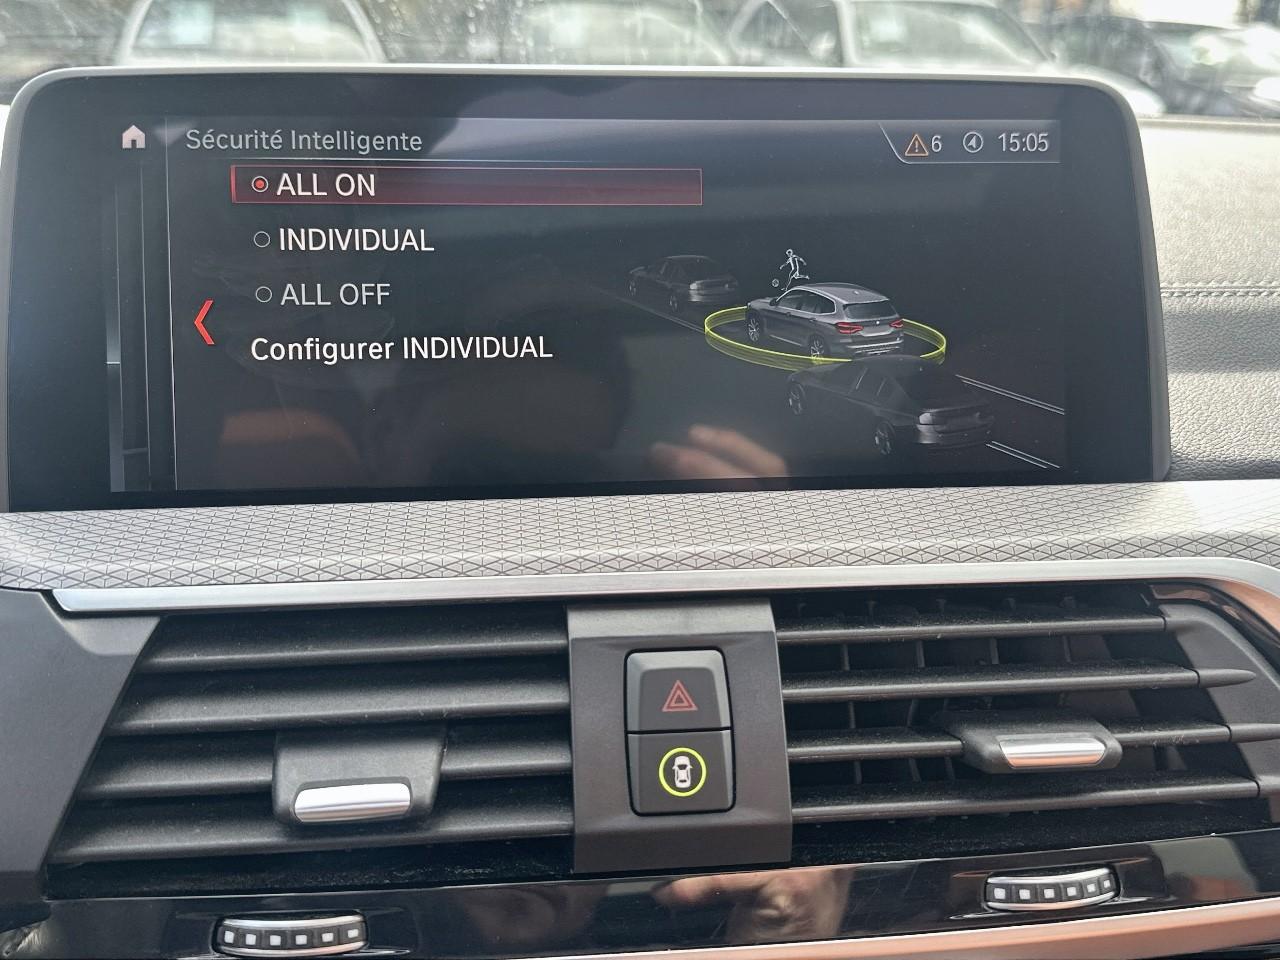 Sécurité Intelligente
6
15:05
ALL ON
INDIVIDUAL
ALL OFF
Configurer INDIVIDUAL